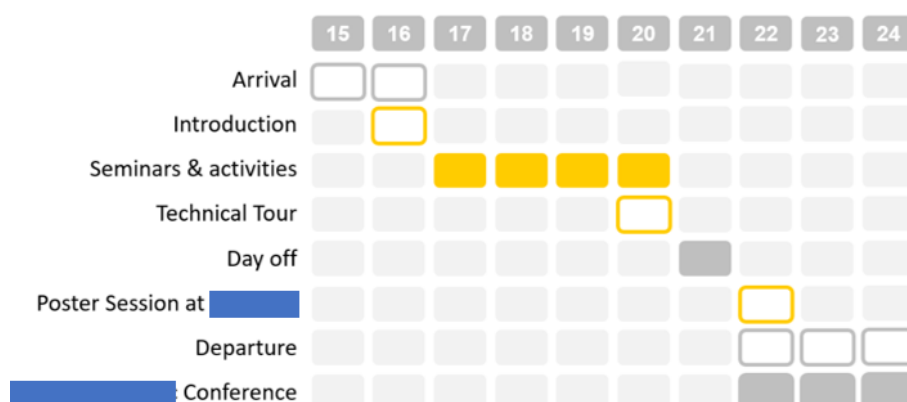 15 16 17 18 19 20 21 22 23 24
Arrival
Introduction
Seminars & activities
Technical Tour
Day off
Poster Session at
Departure
Conference